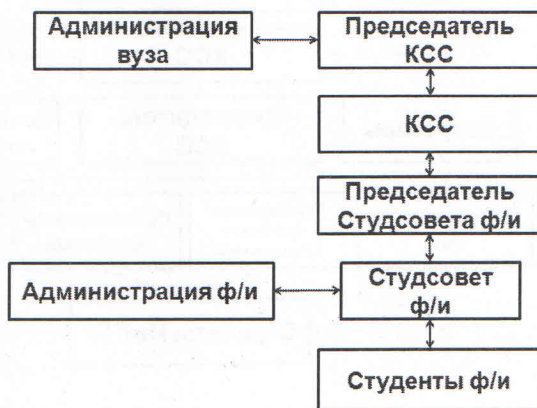 Администрация
вуза
Председатель
КСС
КСС
Председатель
Студсовета ф/и
Администрация ф/и
Студсовет
ф/и
Студенты ф/и